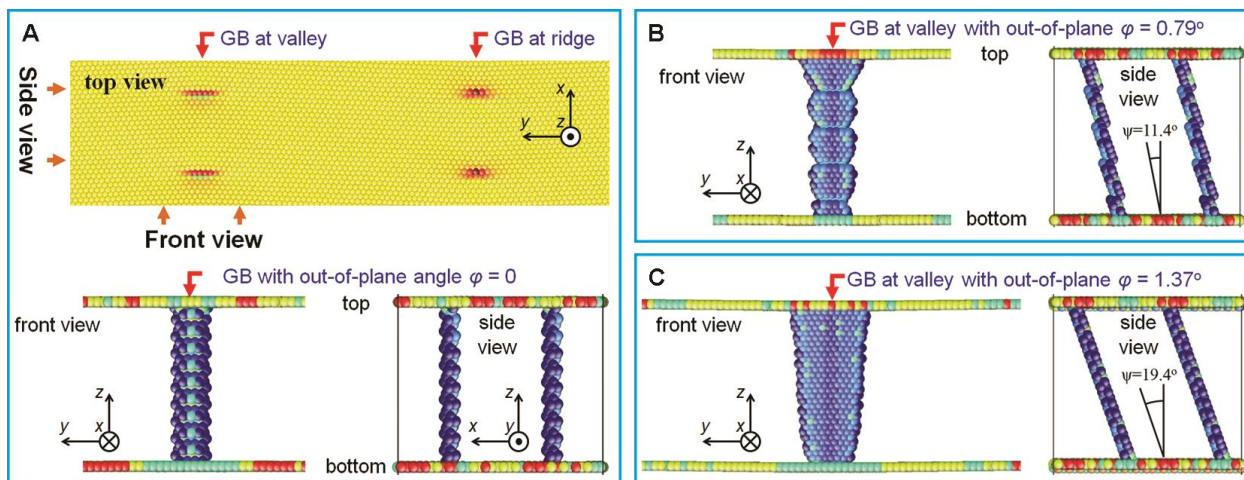 A
GB at valley
GB at ridge
Side view
top view
x
y
z
Front view
GB with out-of-plane angle φ = 0
top
front view
side
view
z
y
x
z
x
y
bottom
B
GB at valley with out-of-plane φ = 0.79°
top
front view
side
view
ψ=11.4°
z
y
x
bottom
C
GB at valley with out-of-plane φ = 1.37°
top
front view
side
view
ψ=19.4°
z
y
x
bottom